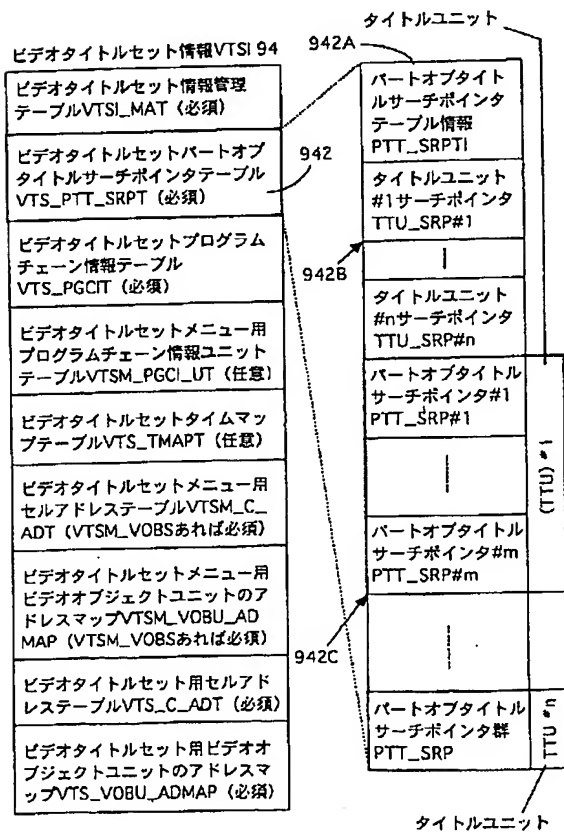 ビデオタイトルセット情報VTSI 94
ビデオタイトルセット情報管理
テーブルVTSI_MAT（必須）
ビデオタイトルセットパートオブ
タイトルサーチポインタテーブル
VTS_PTT_SRPT（必須）
ビデオタイトルセットプログラム
チェーン情報テーブル
VTS_PGCIT（必須）
ビデオタイトルセットメニュー用
プログラムチェーン情報ユニット
テーブルVTSM_PGCI_UT（任意）
ビデオタイトルセットタイムマッ
プテーブルVTS_TMAPT（任意）
ビデオタイトルセットメニュー用
セルアドレステーブルVTSM_C_
ADT（VTSM_VOBSあれば必須）
ビデオタイトルセットメニュー用
ビデオオブジェクトユニットのア
ドレスマップVTSM_VOBU_AD
MAP（VTSM_VOBSあれば必須）
ビデオタイトルセット用セルアド
レステーブルVTS_C_ADT（必須）
ビデオタイトルセット用ビデオオ
ブジェクトユニットのアドレスマ
ップVTS_VOBU_ADMAP（必須）
942
タイトルユニット
942A
パートオブタイト
ルサーチポインタ
テーブル情報
PTT_SRPTI
タイトルユニット
#1サーチポインタ
TTU_SRP#1
942B
タイトルユニット
#nサーチポインタ
TTU_SRP#n
パートオブタイトル
サーチポインタ#1
PTT_SRP#1
(TTU) #1
パートオブタイトル
サーチポインタ#m
PTT_SRP#m
942C
パートオブタイトル
サーチポインタ群
PTT_SRP
TTU #n
タイトルユニット